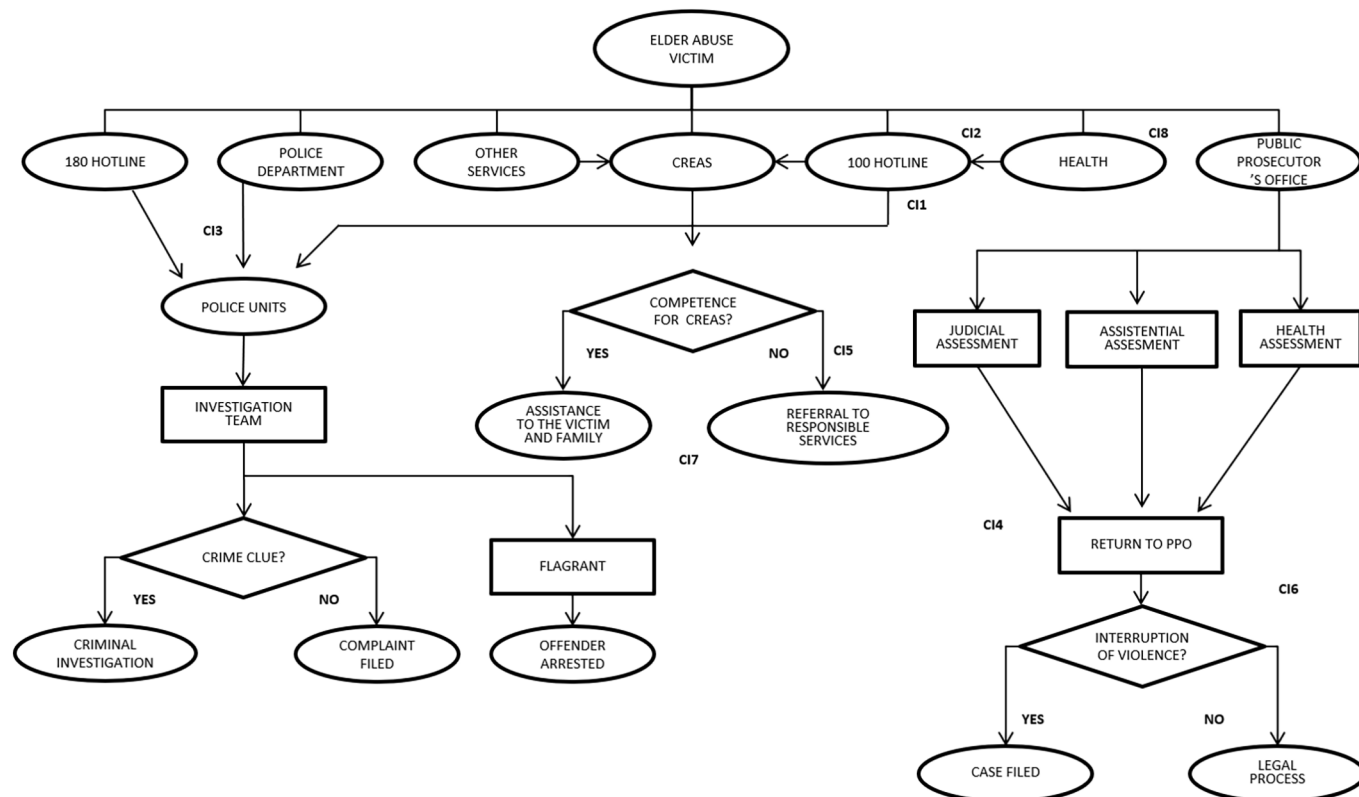 ELDER ABUSE
VICTIM
180 HOTLINE
POLICE
DEPARTMENT
OTHER
SERVICES
CREAS
100 HOTLINE
CI2
HEALTH
CI8
PUBLIC
PROSECUTOR
'S OFFICE
CI1
CI3
POLICE UNITS
COMPETENCE
FOR CREAS?
YES
NO
CI5
JUDICIAL
ASSESSMENT
ASSISTENTIAL
ASSESMENT
HEALTH
ASSESSMENT
INVESTIGATION
TEAM
ASSISTANCE
TO THE VICTIM
AND FAMILY
REFERRAL TO
RESPONSIBLE
SERVICES
CI7
CI4
RETURN TO PPO
CRIME CLUE?
FLAGRANT
YES
NO
CI6
CRIMINAL
INVESTIGATION
COMPLAINT
FILED
OFFENDER
ARRESTED
INTERRUPTION
OF VIOLENCE?
YES
NO
CASE FILED
LEGAL
PROCESS